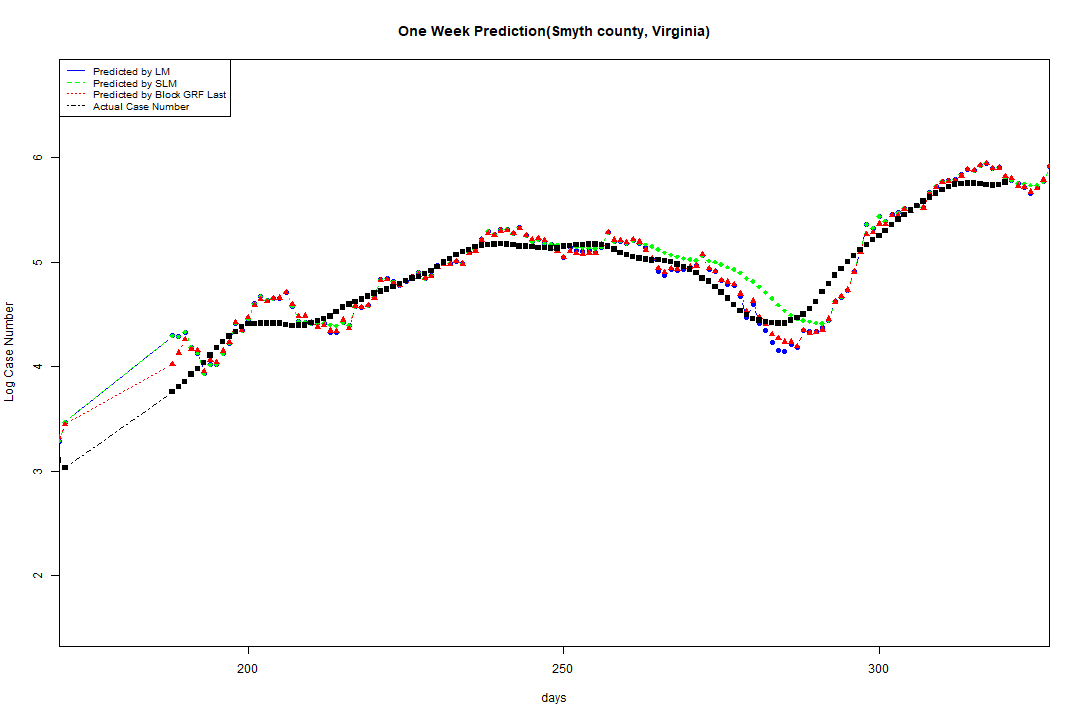 One Week Prediction(Smyth county, Virginia)
Predicted by LM
Predicted by SLM
Predicted by Block GRF Last
Actual Case Number
6
5
4
3
2
Log Case Number
200
250
300
days